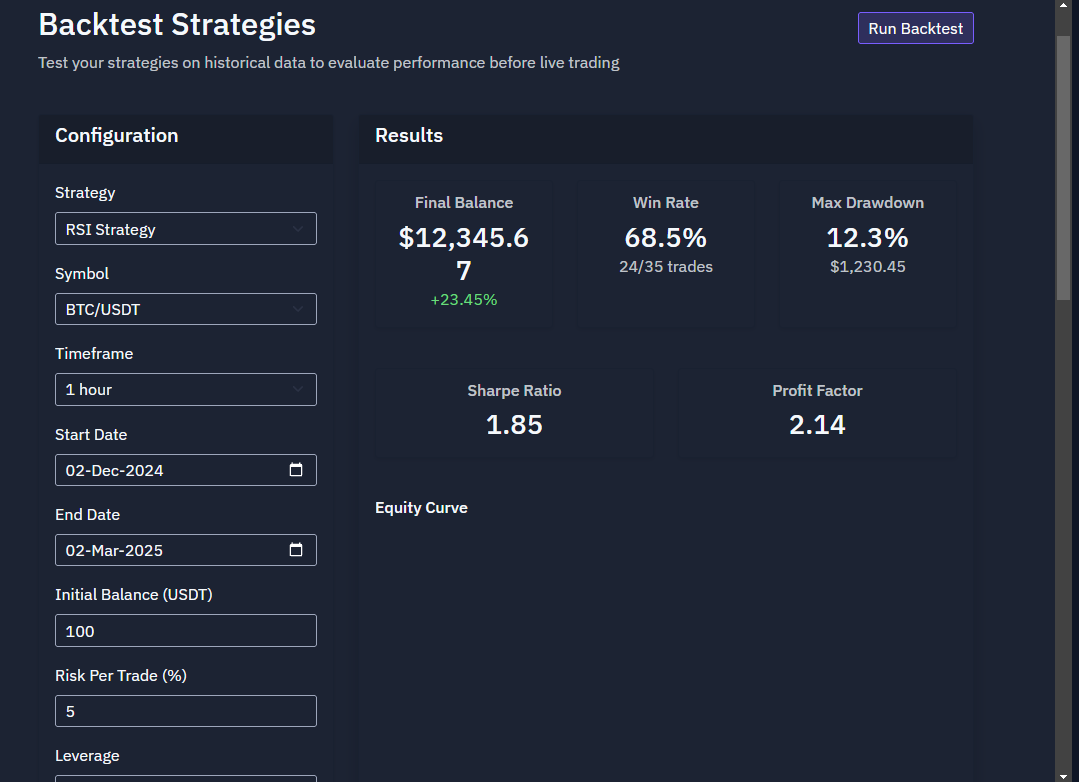 Backtest Strategies
Run Backtest
Test your strategies on historical data to evaluate performance before live trading
Configuration
Strategy
RSI Strategy
Symbol
BTC/USDT
Timeframe
1 hour
Start Date
02-Dec-2024
End Date
02-Mar-2025
Initial Balance (USDT)
100
Risk Per Trade (%)
5
Leverage
Results
Final Balance
$12,345.6
7
+23.45%
Win Rate
68.5%
24/35 trades
Max Drawdown
12.3%
$1,230.45
Sharpe Ratio
1.85
Profit Factor
2.14
Equity Curve